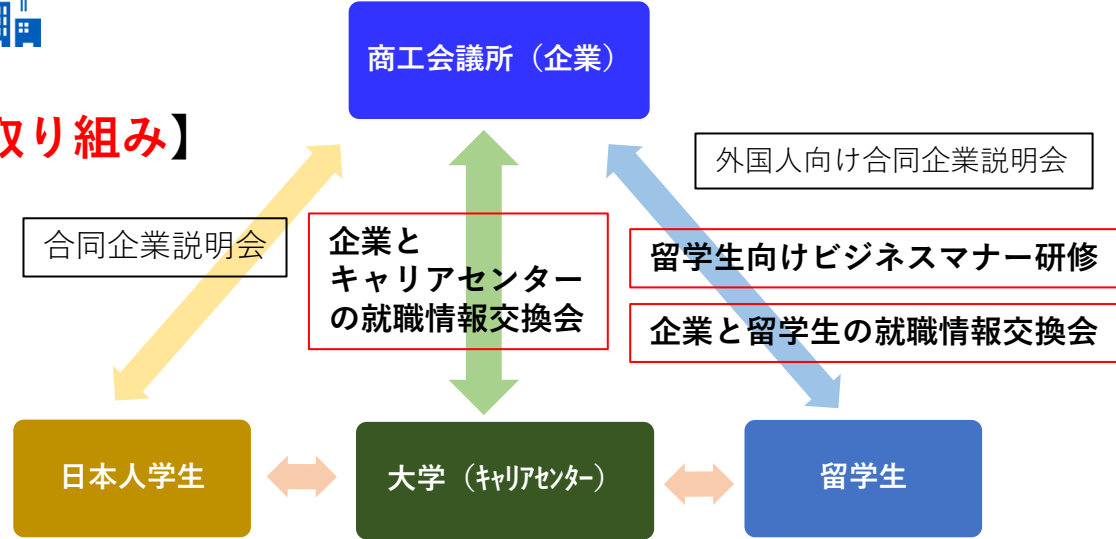 商工会議所（企業）
取り組み】
外国人向け合同企業説明会
合同企業説明会
企業と
キャリアセンター
の就職情報交換会
留学生向けビジネスマナー研修
企業と留学生の就職情報交換会
日本人学生
大学（ｷｬﾘｱｾﾝﾀｰ）
留学生